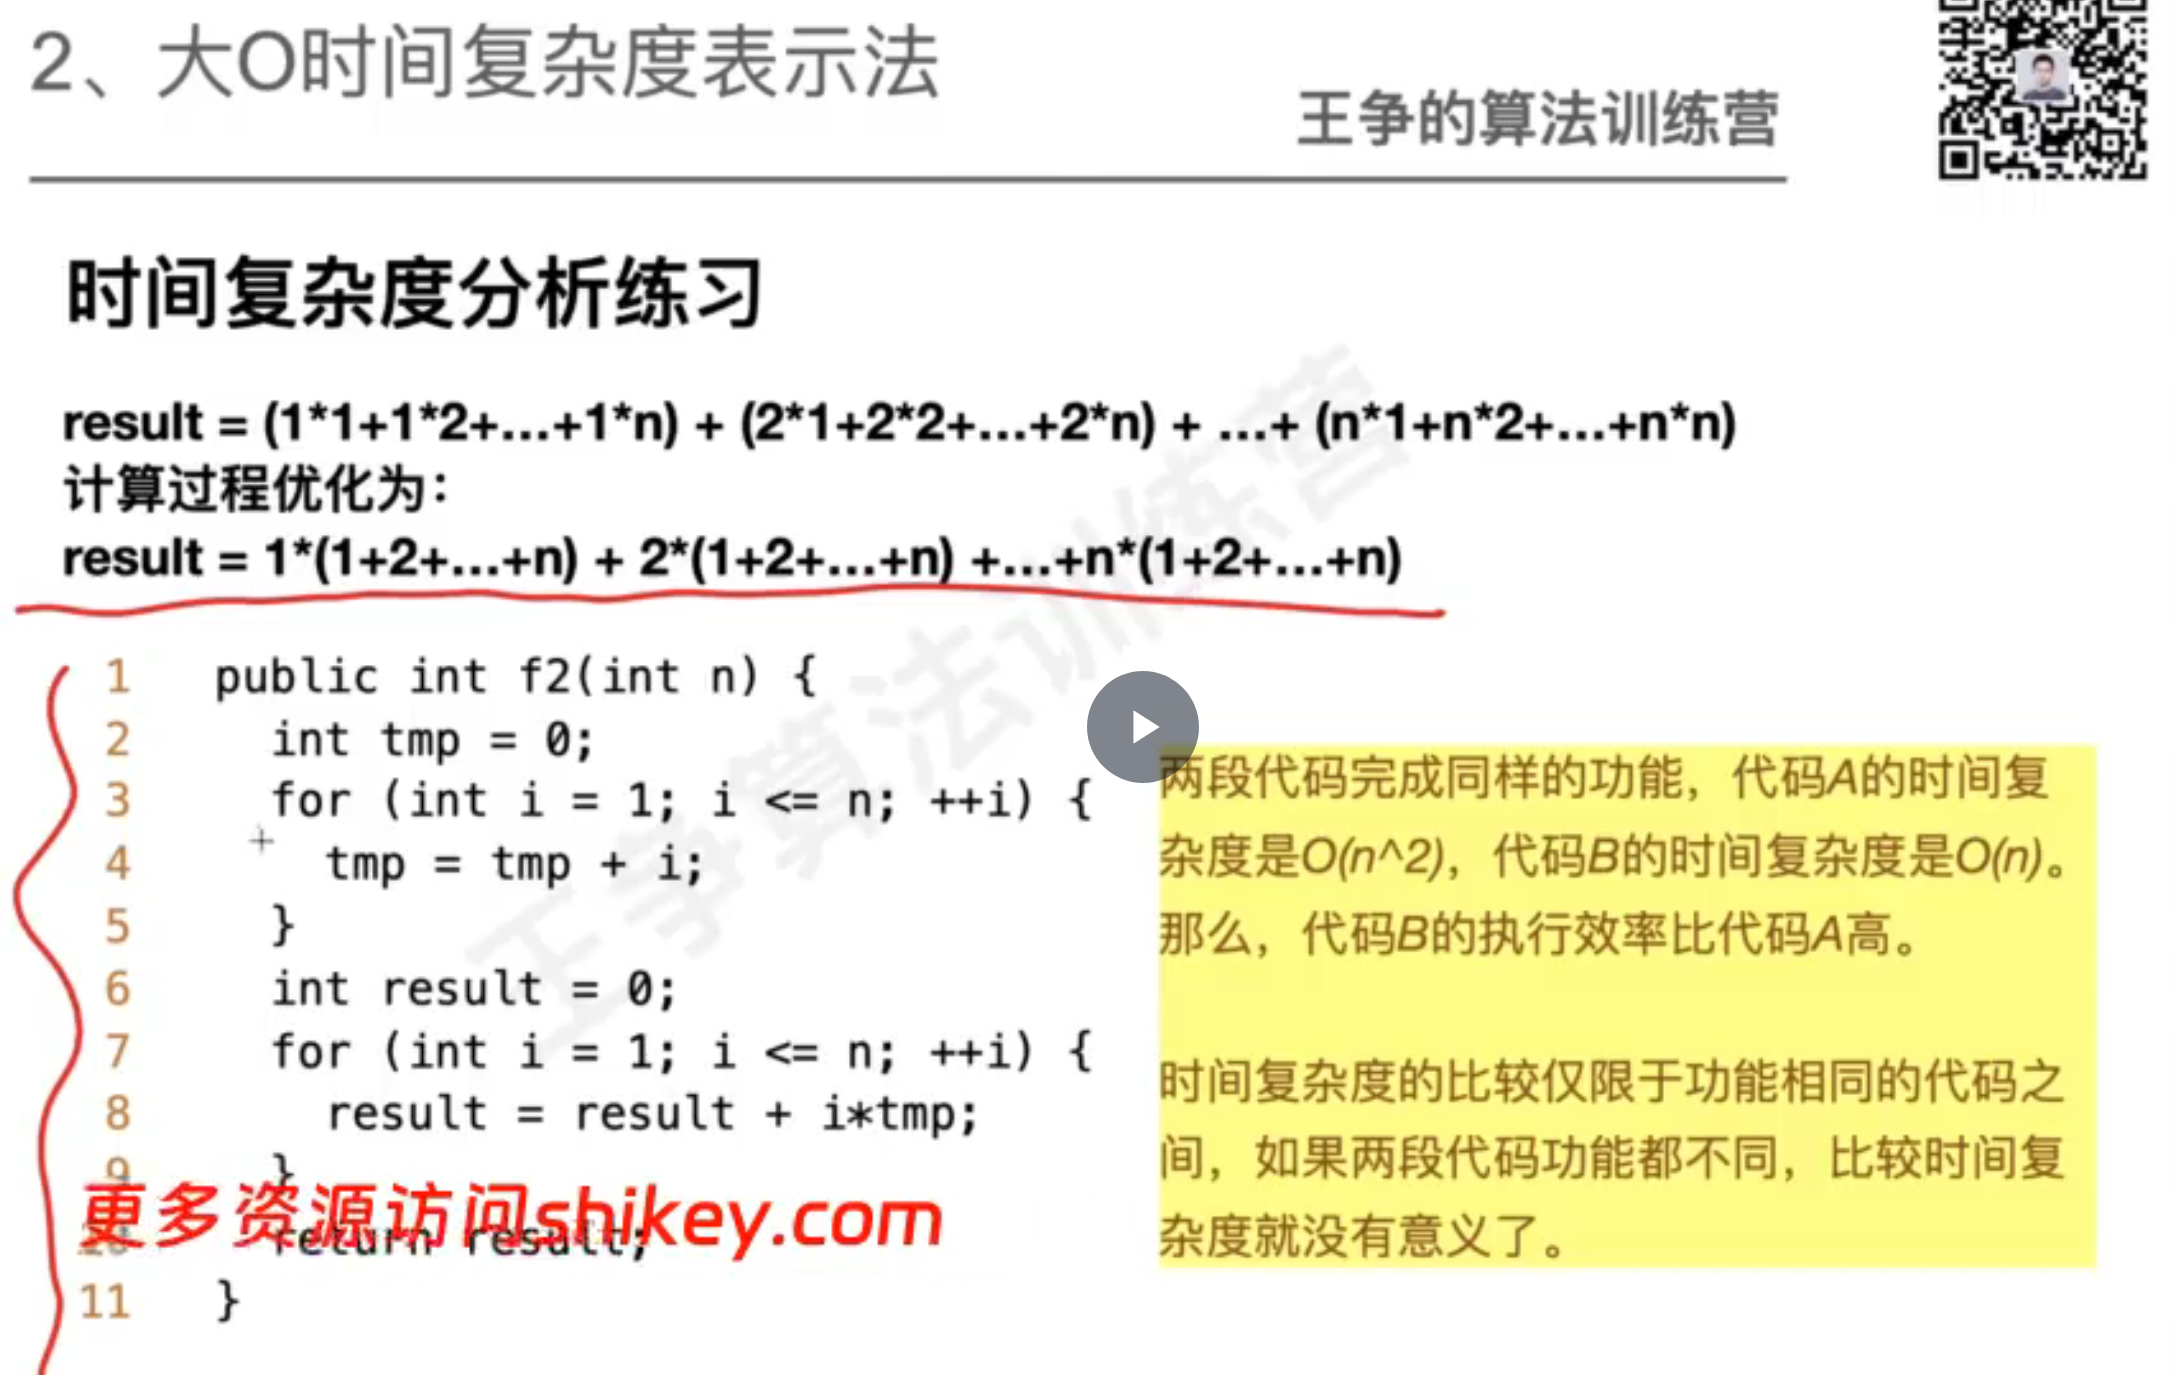 2、大O时间复杂度表示法
王争的算法训练营
时间复杂度分析练习
result = (1*1+1*2+...+1*n) + (2*1+2*2+...+2*n) + ...+ (n*1+n*2+...+n*n)
计算过程优化为：
result = 1*(1+2+...+n) + 2*(1+2+...+n) +...+n*(1+2+...+n)
1 public int f2(int n) {
2 int tmp = 0;
3 for (int i = 1; i <= n; ++i) {
4 tmp = tmp + i;
5 }
6 int result = 0;
7 for (int i = 1; i <= n; ++i) {
8 result = result + i*tmp;
9 }
10 return result;
11 }
两段代码完成同样的功能，代码A的时间复
杂度是O(n^2)，代码B的时间复杂度是O(n)。
那么，代码B的执行效率比代码A高。
时间复杂度的比较仅限于功能相同的代码之
间，如果两段代码功能都不同，比较时间复
杂度就没有意义了。
更多资源访问shikey.com
王争算法训练营